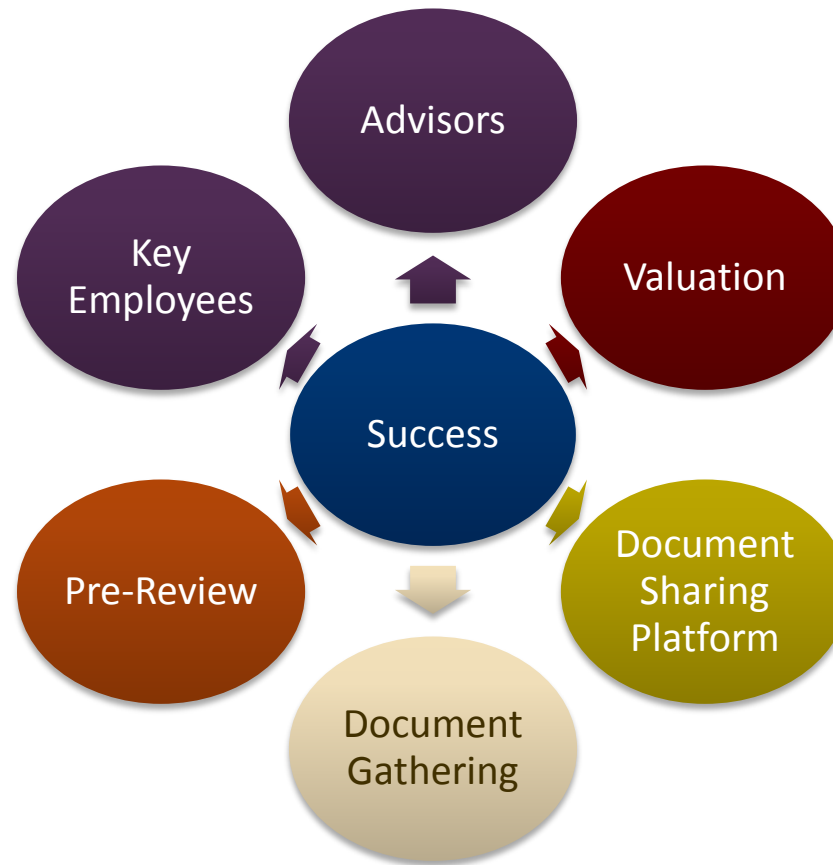 Advisors
Key
Employees
Valuation
Success
Pre-Review
Document
Sharing
Platform
Document
Gathering